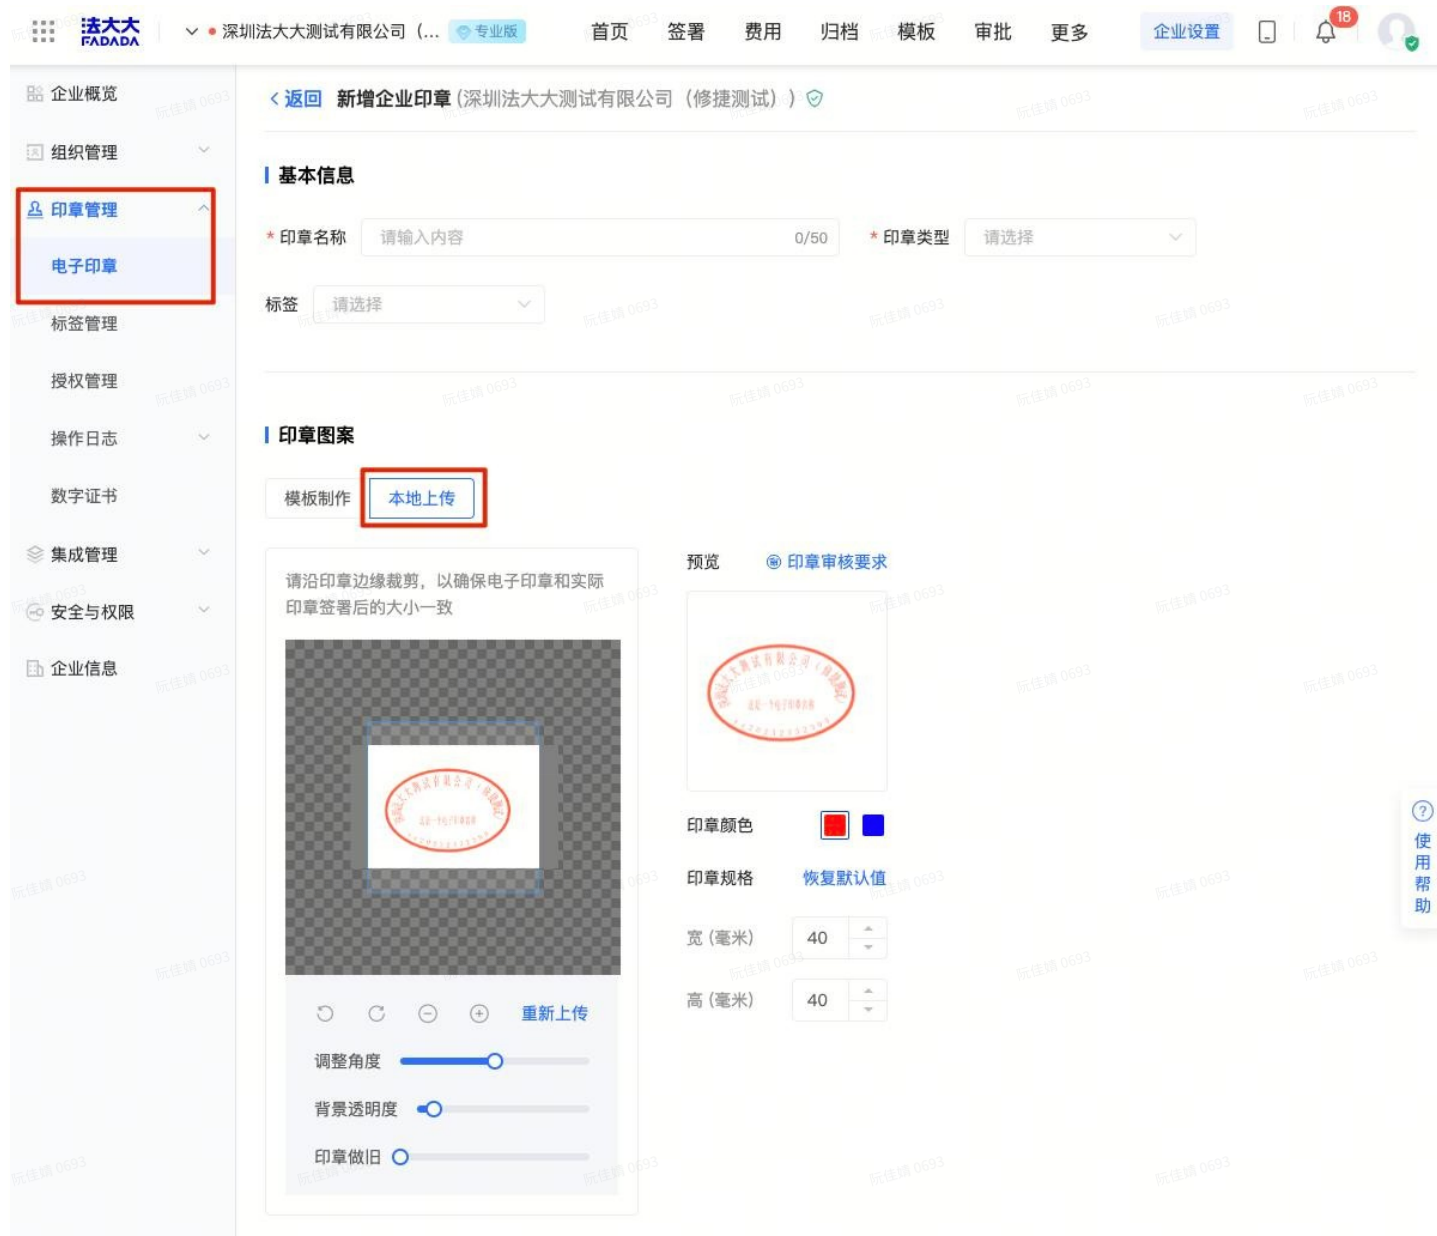 法大大
FADADA
深圳法大大测试有限公司（...
专业版
首页
签署
费用
归档
模板
审批
更多
企业设置
18
企业概览
组织管理
印章管理
电子印章
标签管理
授权管理
操作日志
数字证书
集成管理
安全与权限
企业信息
返回 新增企业印章 (深圳法大大测试有限公司（修捷测试）)
基本信息
* 印章名称 请输入内容 0/50 * 印章类型 请选择
标签 请选择
印章图案
模板制作 本地上传
请沿印章边缘裁剪，以确保电子印章和实际
印章签署后的大小一致
重新上传
调整角度
背景透明度
印章做旧
预览 印章审核要求
印章颜色
印章规格 恢复默认值
宽 (毫米) 40
高 (毫米) 40
使用帮助
阮佳婧 0693